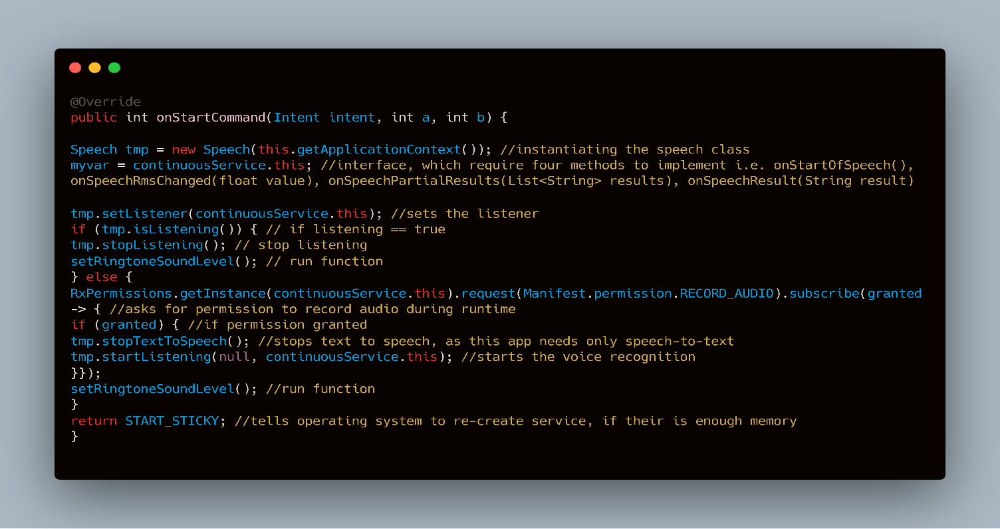 @Override
public int onStartCommand(Intent intent, int a, int b) {
Speech tmp = new Speech(this.getApplicationContext()); //instantiating the speech class
myvar = continuousService.this; //interface, which require four methods to implement i.e. onStartOfSpeech(),
onSpeechRmsChanged(float value), onSpeechPartialResults(List<String> results), onSpeechResult(String result)
tmp.setListener(continuousService.this); //sets the listener
if (tmp.isListening()) { // if listening == true
tmp.stopListening(); // stop listening
setRingtoneSoundLevel(); // run function
} else {
RxPermissions.getInstance(continuousService.this).request(Manifest.permission.RECORD_AUDIO).subscribe(granted
-> { //asks for permission to record audio during runtime
if (granted) { //if permission granted
tmp.stopTextToSpeech(); //stops text to speech, as this app needs only speech-to-text
tmp.startListening(null, continuousService.this); //starts the voice recognition
}});
setRingtoneSoundLevel(); //run function
}
return START_STICKY; //tells operating system to re-create service, if their is enough memory
}